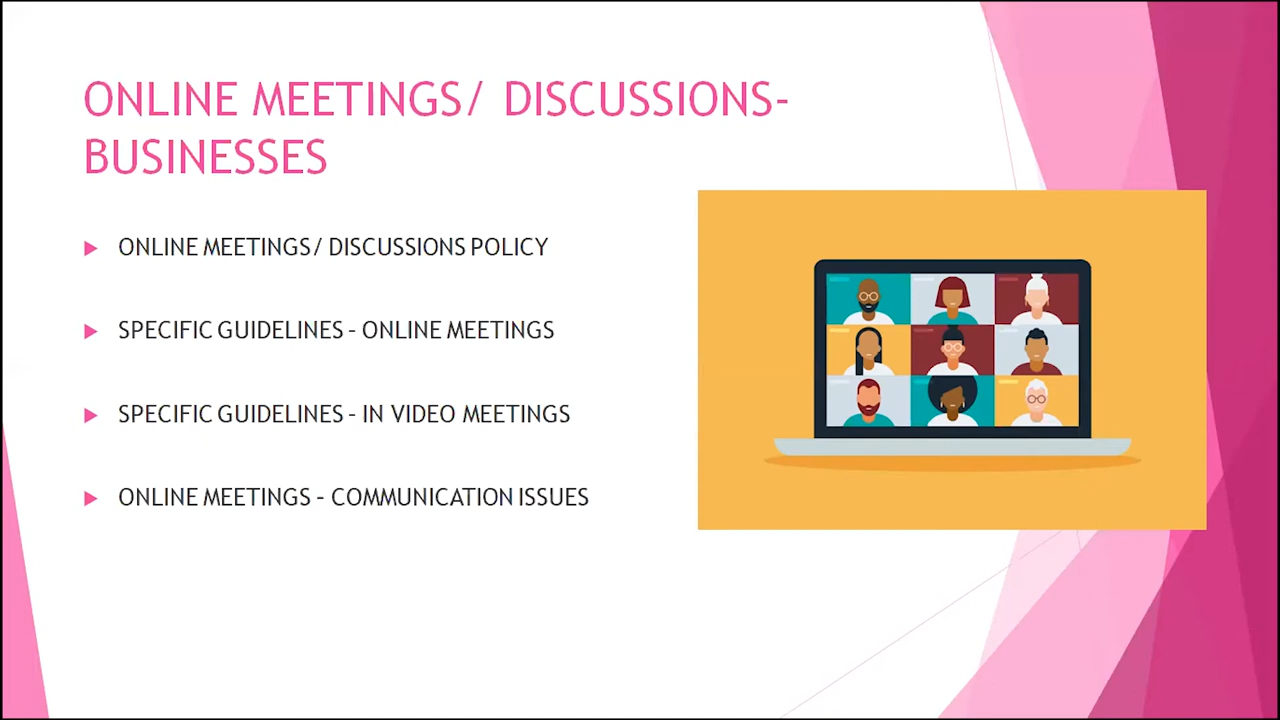 ONLINE MEETINGS/ DISCUSSIONS-
BUSINESSES
ONLINE MEETINGS/ DISCUSSIONS POLICY
SPECIFIC GUIDELINES – ONLINE MEETINGS
SPECIFIC GUIDELINES – IN VIDEO MEETINGS
ONLINE MEETINGS – COMMUNICATION ISSUES